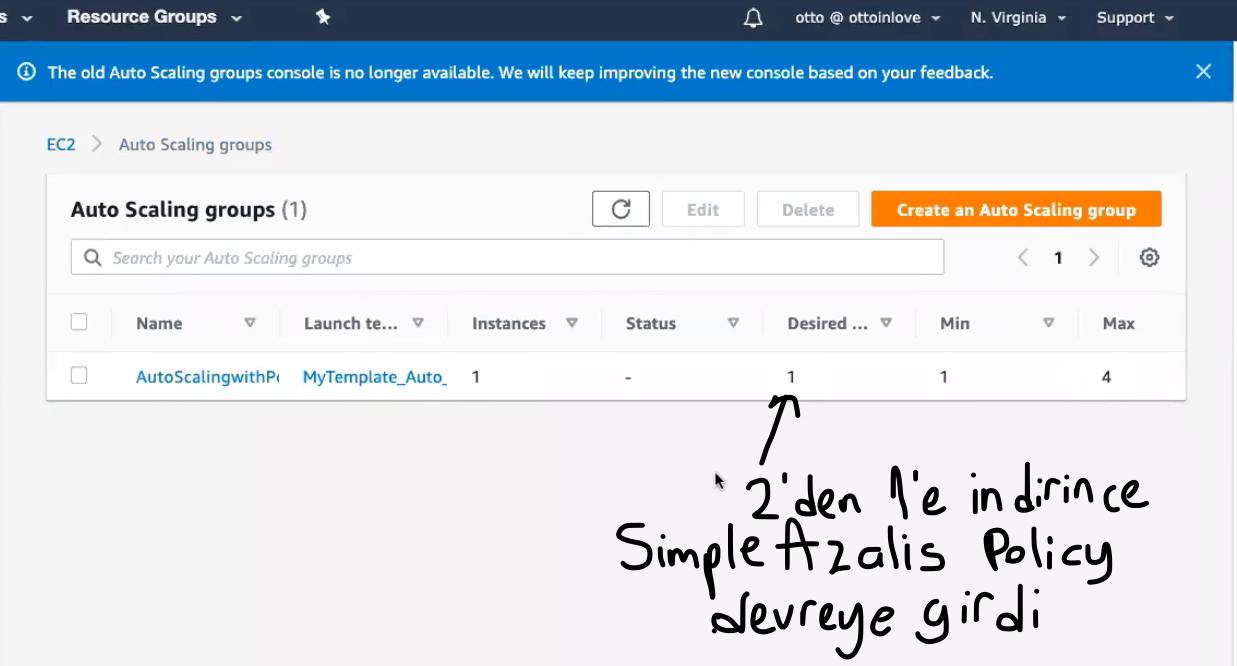 s
Resource Groups
otto @ ottoinlove
N. Virginia
Support
The old Auto Scaling groups console is no longer available. We will keep improving the new console based on your feedback.
EC2 > Auto Scaling groups
Auto Scaling groups (1)
Edit
Delete
Create an Auto Scaling group
Search your Auto Scaling groups
1
Name Launch te... Instances Status Desired ... Min Max
AutoScalingwithPo MyTemplate_Auto_ 1 - 1 1 4
2'den 1'e indirince
Simple Azalis Policy
devreye girdi